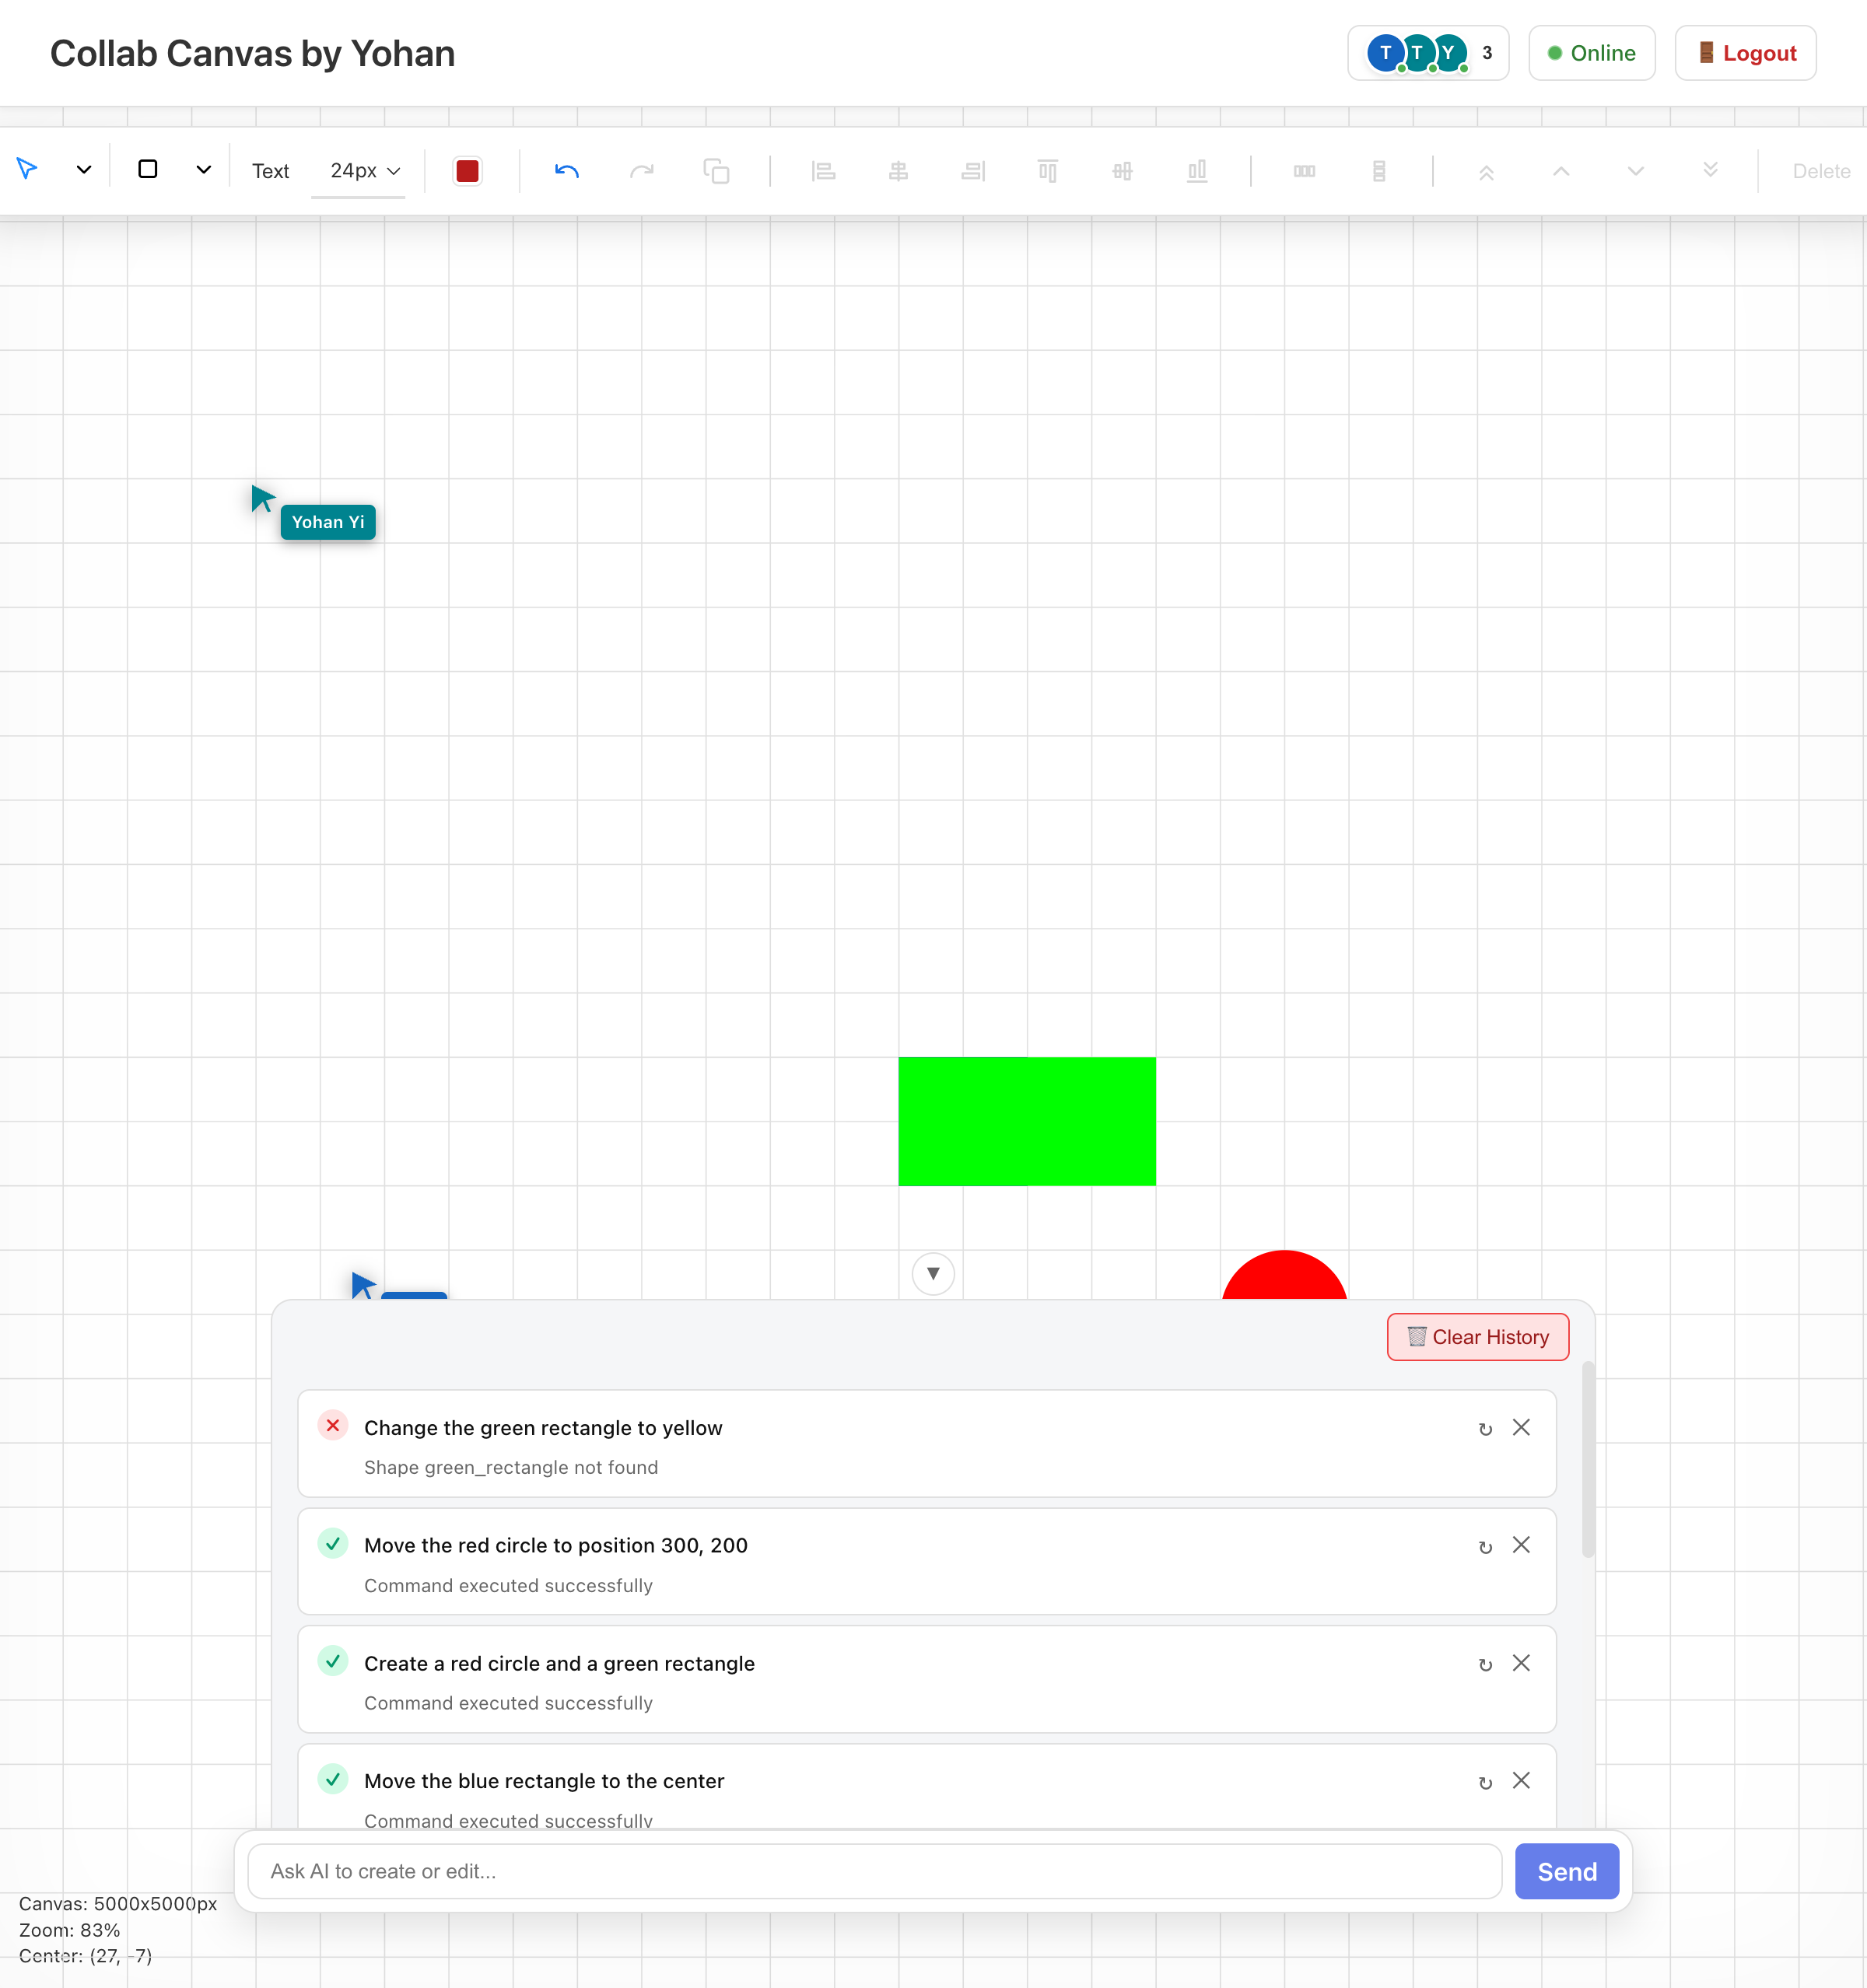 Collab Canvas by Yohan
T T Y 3
Online
Logout
Text
24px
Delete
Yohan Yi
Clear History
Change the green rectangle to yellow
Shape green_rectangle not found
Move the red circle to position 300, 200
Command executed successfully
Create a red circle and a green rectangle
Command executed successfully
Move the blue rectangle to the center
Command executed successfully
Ask AI to create or edit...
Send
Canvas: 5000x5000px
Zoom: 83%
Center: (27, -7)